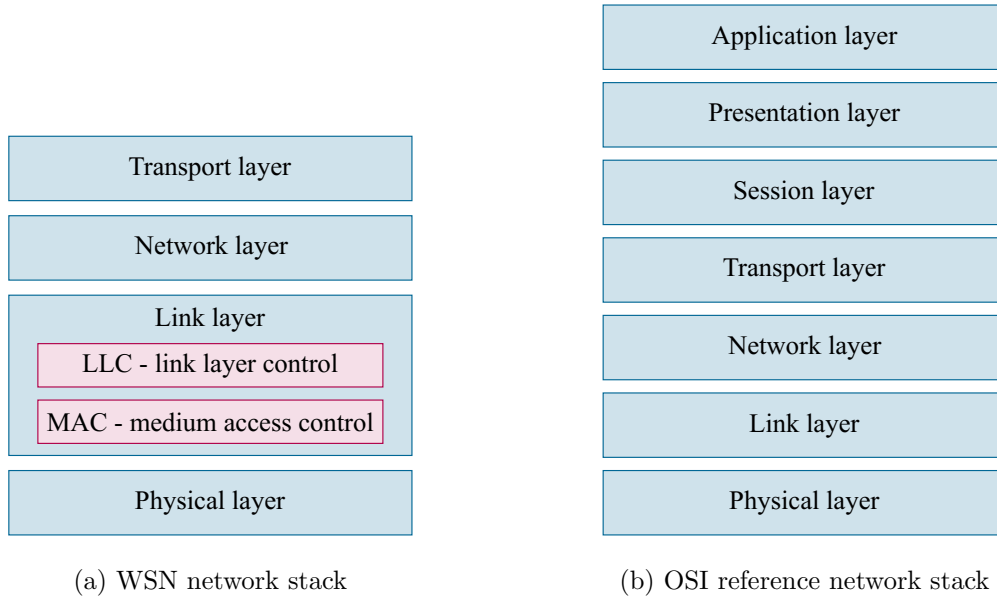 Transport layer
Network layer
Link layer
LLC - link layer control
MAC - medium access control
Physical layer
(a) WSN network stack
Application layer
Presentation layer
Session layer
Transport layer
Network layer
Link layer
Physical layer
(b) OSI reference network stack